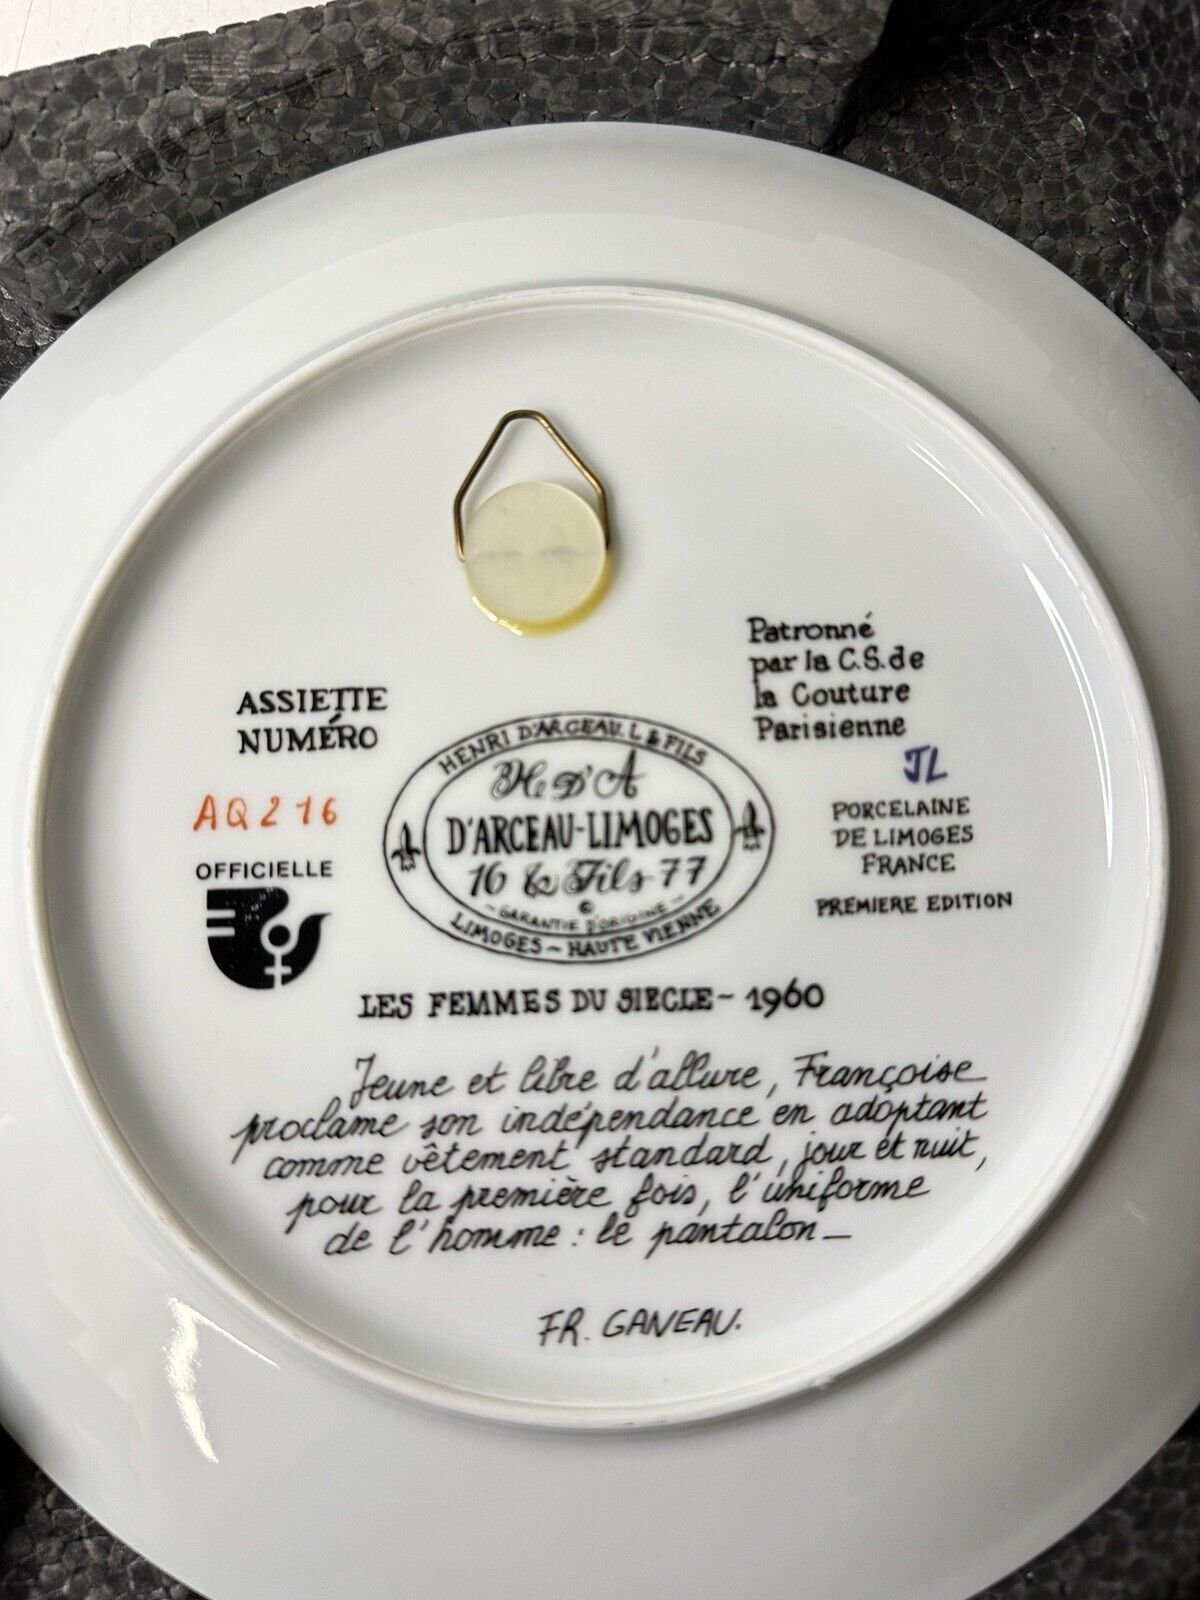 Patronné
par la C.S. de
la Couture
Parisienne
ASSIETTE
NUMÉRO
AQ216
OFFICIELLE
HENRI D'ARCEAU. L & FILS
H D'A
D'ARCEAU-LIMOGES
16 & Fils 77
©
- GARANTIE D'ORIGINE -
LIMOGES - HAUTE VIENNE
JL
PORCELAINE
DE LIMOGES
FRANCE
PREMIERE EDITION
LES FEMMES DU SIECLE - 1960
Jeune et libre d'allure, Françoise
proclame son indépendance en adoptant
comme vêtement standard, jour et nuit,
pour la première fois, l'uniforme
de l'homme : le pantalon -
FR. GANEAU.